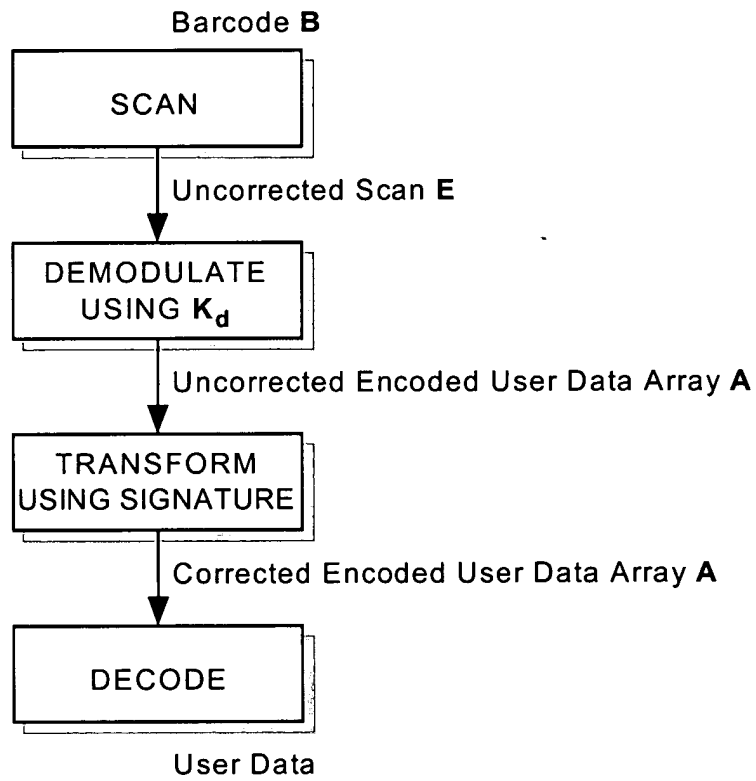 Barcode B
SCAN
Uncorrected Scan E
DEMODULATE
USING Kd
Uncorrected Encoded User Data Array A
TRANSFORM
USING SIGNATURE
Corrected Encoded User Data Array A
DECODE
User Data